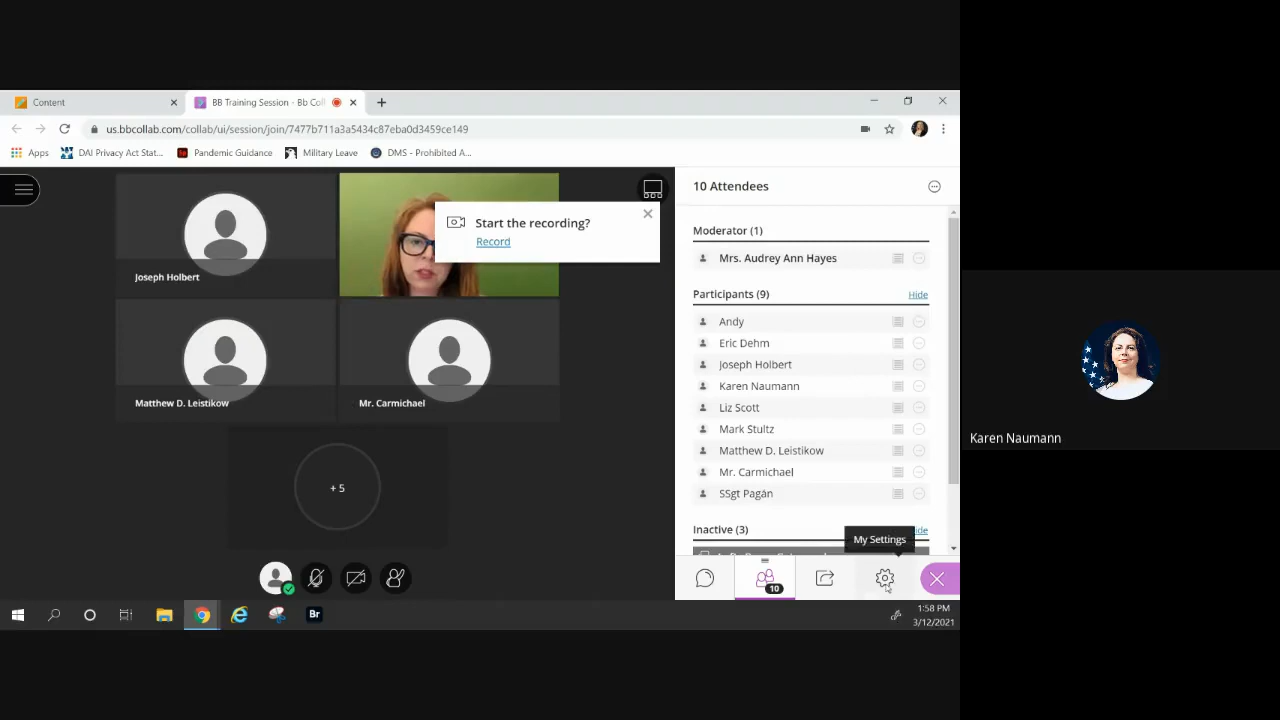 Content
BB Training Session - Bb Coll
us.bbcollab.com/collab/ui/session/join/7477b711a3a5434c87eba0d3459ce149
Apps
DAI Privacy Act Stat...
Pandemic Guidance
Military Leave
DMS - Prohibited A...
Joseph Holbert
Start the recording?
Record
Matthew D. Leistikow
Mr. Carmichael
+ 5
10 Attendees
Moderator (1)
Mrs. Audrey Ann Hayes
Participants (9)
Hide
Andy
Eric Dehm
Joseph Holbert
Karen Naumann
Liz Scott
Mark Stultz
Matthew D. Leistikow
Mr. Carmichael
SSgt Pagán
Inactive (3)
My Settings
10
Br
1:58 PM
3/12/2021
Karen Naumann